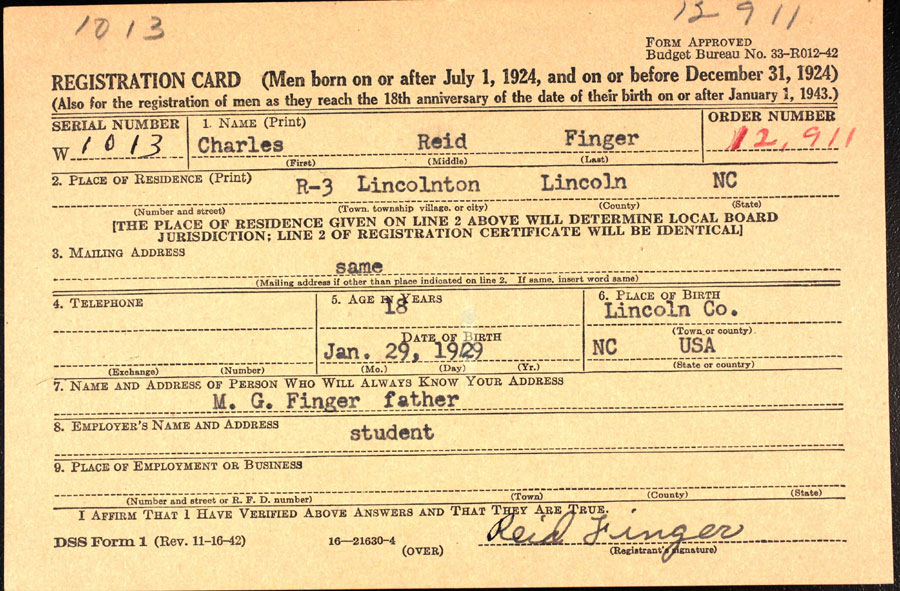 1013
12 911
FORM APPROVED
Budget Bureau No. 33-R012-42
REGISTRATION CARD (Men born on or after July 1, 1924, and on or before December 31, 1924)
(Also for the registration of men as they reach the 18th anniversary of the date of their birth on or after January 1, 1943.)
SERIAL NUMBER
1. NAME (Print)
ORDER NUMBER
W 1013
Charles Reid Finger
12,911
(First) (Middle) (Last)
2. PLACE OF RESIDENCE (Print)
R-3 Lincolnton Lincoln NC
(Number and street) (Town, township village, or city) (County) (State)
[THE PLACE OF RESIDENCE GIVEN ON LINE 2 ABOVE WILL DETERMINE LOCAL BOARD
JURISDICTION; LINE 2 OF REGISTRATION CERTIFICATE WILL BE IDENTICAL]
3. MAILING ADDRESS
same
(Mailing address if other than place indicated on line 2. If same, insert word same)
4. TELEPHONE
(Exchange) (Number)
5. AGE IN YEARS
18
DATE OF BIRTH
Jan. 29, 1929
(Mo.) (Day) (Yr.)
6. PLACE OF BIRTH
Lincoln Co.
(Town or county)
NC USA
(State or country)
7. NAME AND ADDRESS OF PERSON WHO WILL ALWAYS KNOW YOUR ADDRESS
M. G. Finger father
8. EMPLOYER'S NAME AND ADDRESS
student
9. PLACE OF EMPLOYMENT OR BUSINESS
(Number and street or R. F. D. number) (Town) (County) (State)
I AFFIRM THAT I HAVE VERIFIED ABOVE ANSWERS AND THAT THEY ARE TRUE.
Reid Finger
DSS Form 1 (Rev. 11-16-42) 16—21630-4 (OVER) (Registrant's signature)